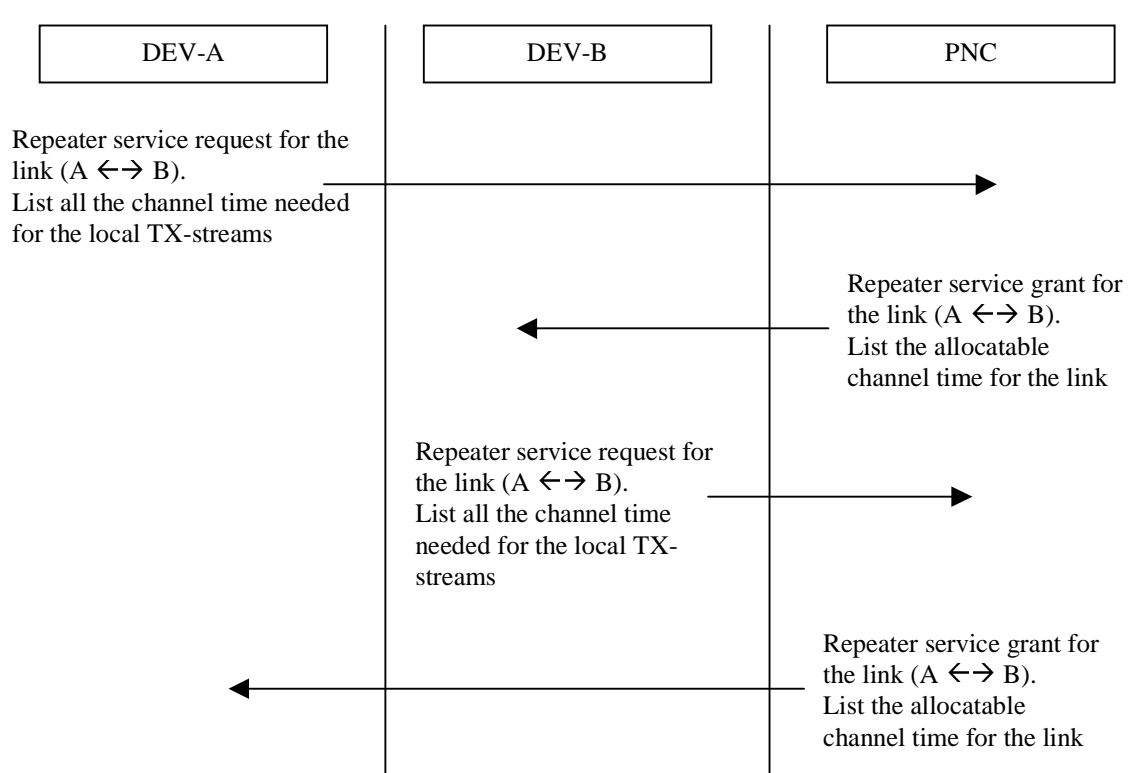 DEV-A
DEV-B
PNC
Repeater service request for the
link (A ←→ B).
List all the channel time needed
for the local TX-streams
Repeater service grant for
the link (A ←→ B).
List the allocatable
channel time for the link
Repeater service request for
the link (A ←→ B).
List all the channel time
needed for the local TX-
streams
Repeater service grant for
the link (A ←→ B).
List the allocatable
channel time for the link